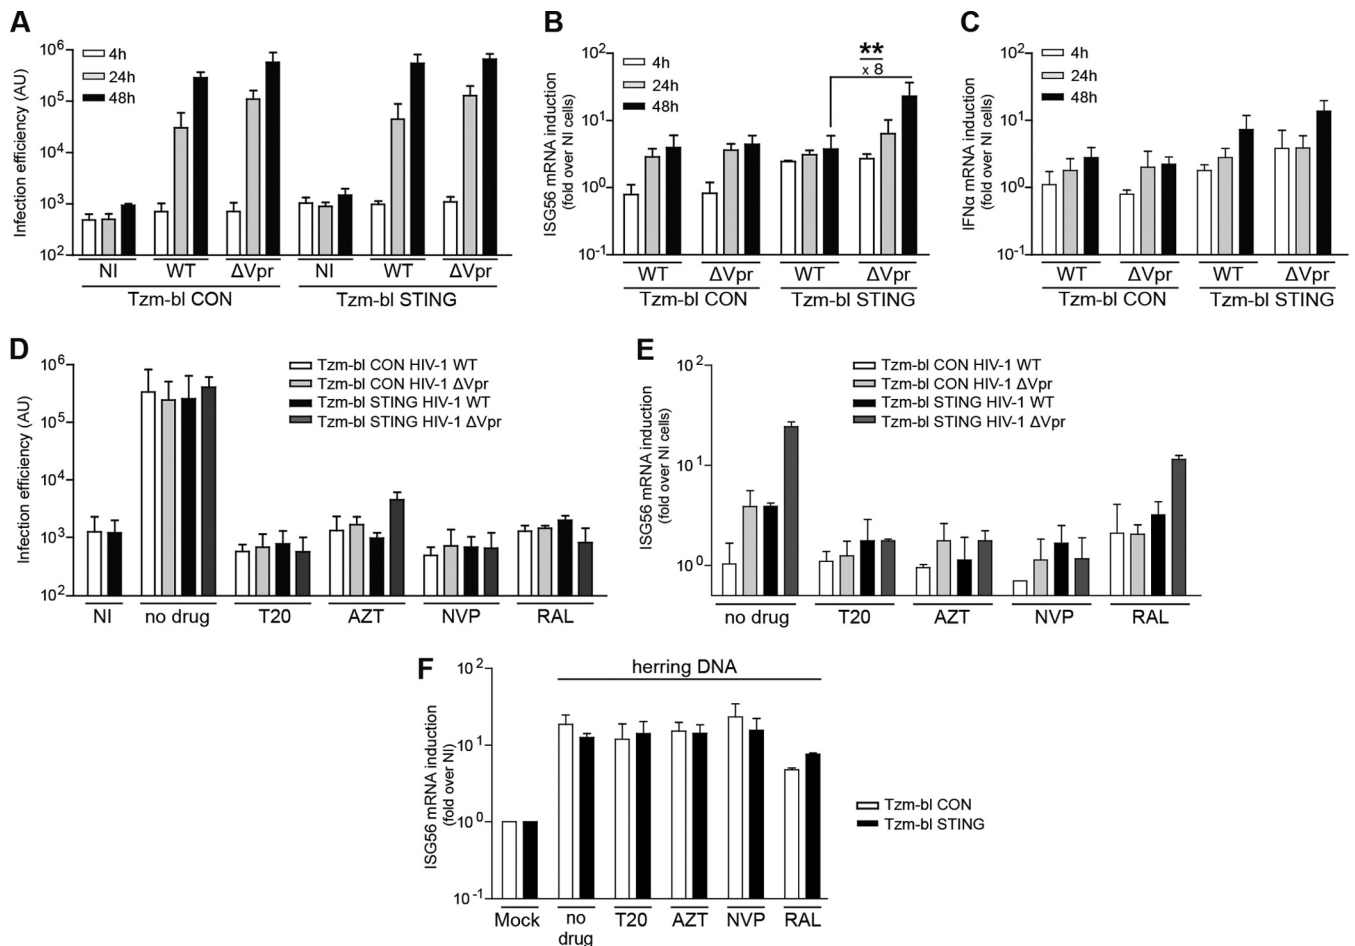 A
Infection efficiency (AU)
10^6
10^5
10^4
10^3
10^2
4h
24h
48h
NI WT ΔVpr NI WT ΔVpr
Tzm-bl CON Tzm-bl STING
B
ISG56 mRNA induction
(fold over NI cells)
10^2
10^1
10^0
10^-1
4h
24h
48h
**
x 8
WT ΔVpr WT ΔVpr
Tzm-bl CON Tzm-bl STING
C
IFNα mRNA induction
(fold over NI cells)
10^2
10^1
10^0
10^-1
4h
24h
48h
WT ΔVpr WT ΔVpr
Tzm-bl CON Tzm-bl STING
D
Infection efficiency (AU)
10^6
10^5
10^4
10^3
10^2
Tzm-bl CON HIV-1 WT
Tzm-bl CON HIV-1 ΔVpr
Tzm-bl STING HIV-1 WT
Tzm-bl STING HIV-1 ΔVpr
NI no drug T20 AZT NVP RAL
E
ISG56 mRNA induction
(fold over NI cells)
10^2
10^1
10^0
Tzm-bl CON HIV-1 WT
Tzm-bl CON HIV-1 ΔVpr
Tzm-bl STING HIV-1 WT
Tzm-bl STING HIV-1 ΔVpr
no drug T20 AZT NVP RAL
F
herring DNA
ISG56 mRNA induction
(fold over NI)
10^2
10^1
10^0
10^-1
Tzm-bl CON
Tzm-bl STING
Mock no T20 AZT NVP RAL
drug